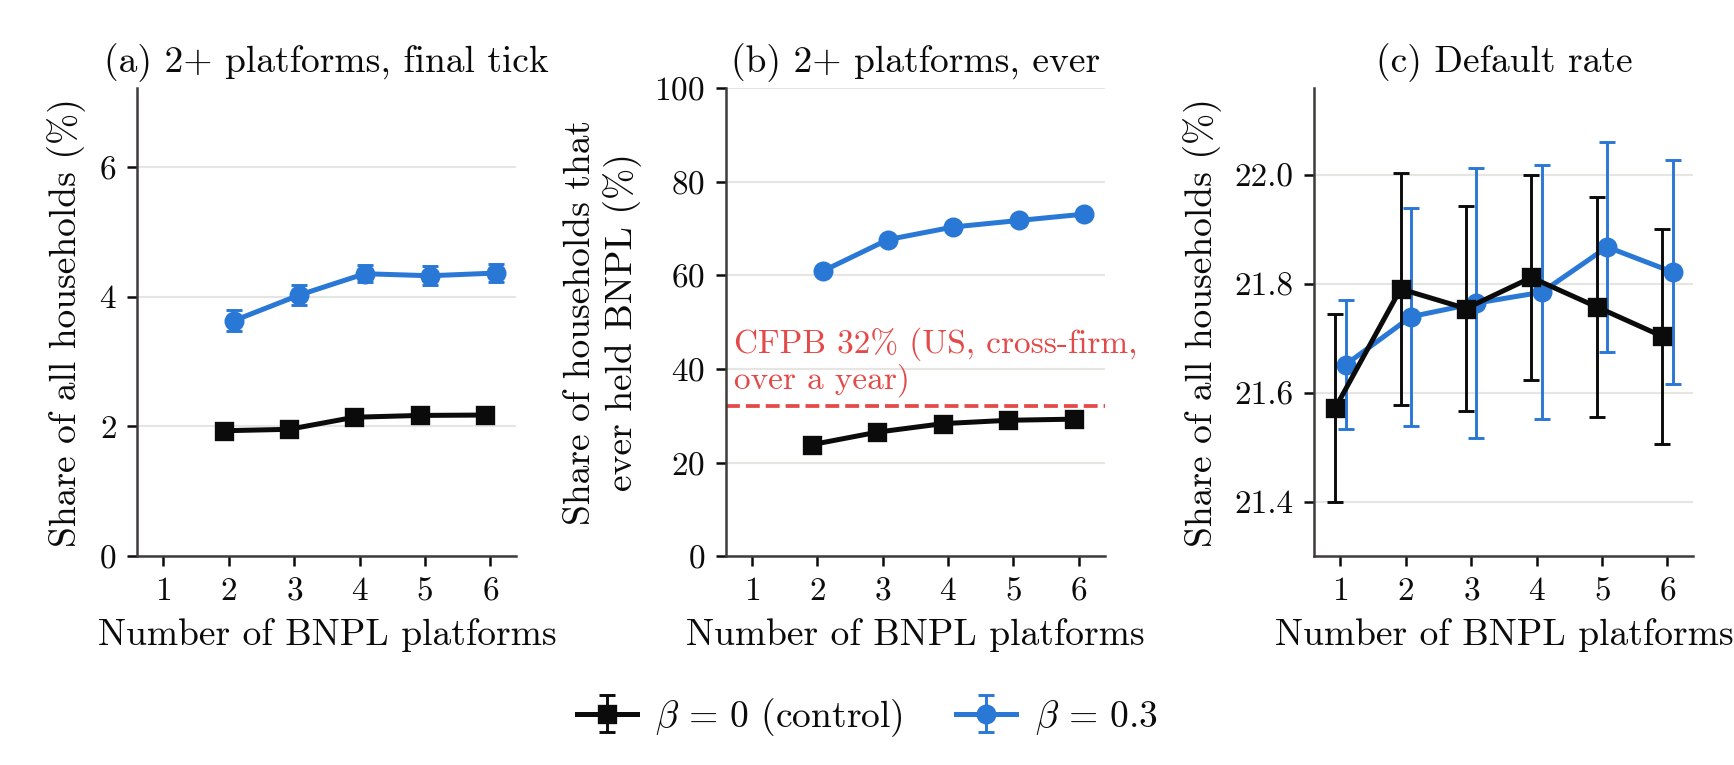 (a) 2+ platforms, final tick
Share of all households (%)
6
4
2
0
1 2 3 4 5 6
Number of BNPL platforms
(b) 2+ platforms, ever
Share of households that
ever held BNPL (%)
100
80
60
40
20
0
CFPB 32% (US, cross-firm,
over a year)
1 2 3 4 5 6
Number of BNPL platforms
(c) Default rate
Share of all households (%)
22.0
21.8
21.6
21.4
1 2 3 4 5 6
Number of BNPL platforms
β = 0 (control)
β = 0.3